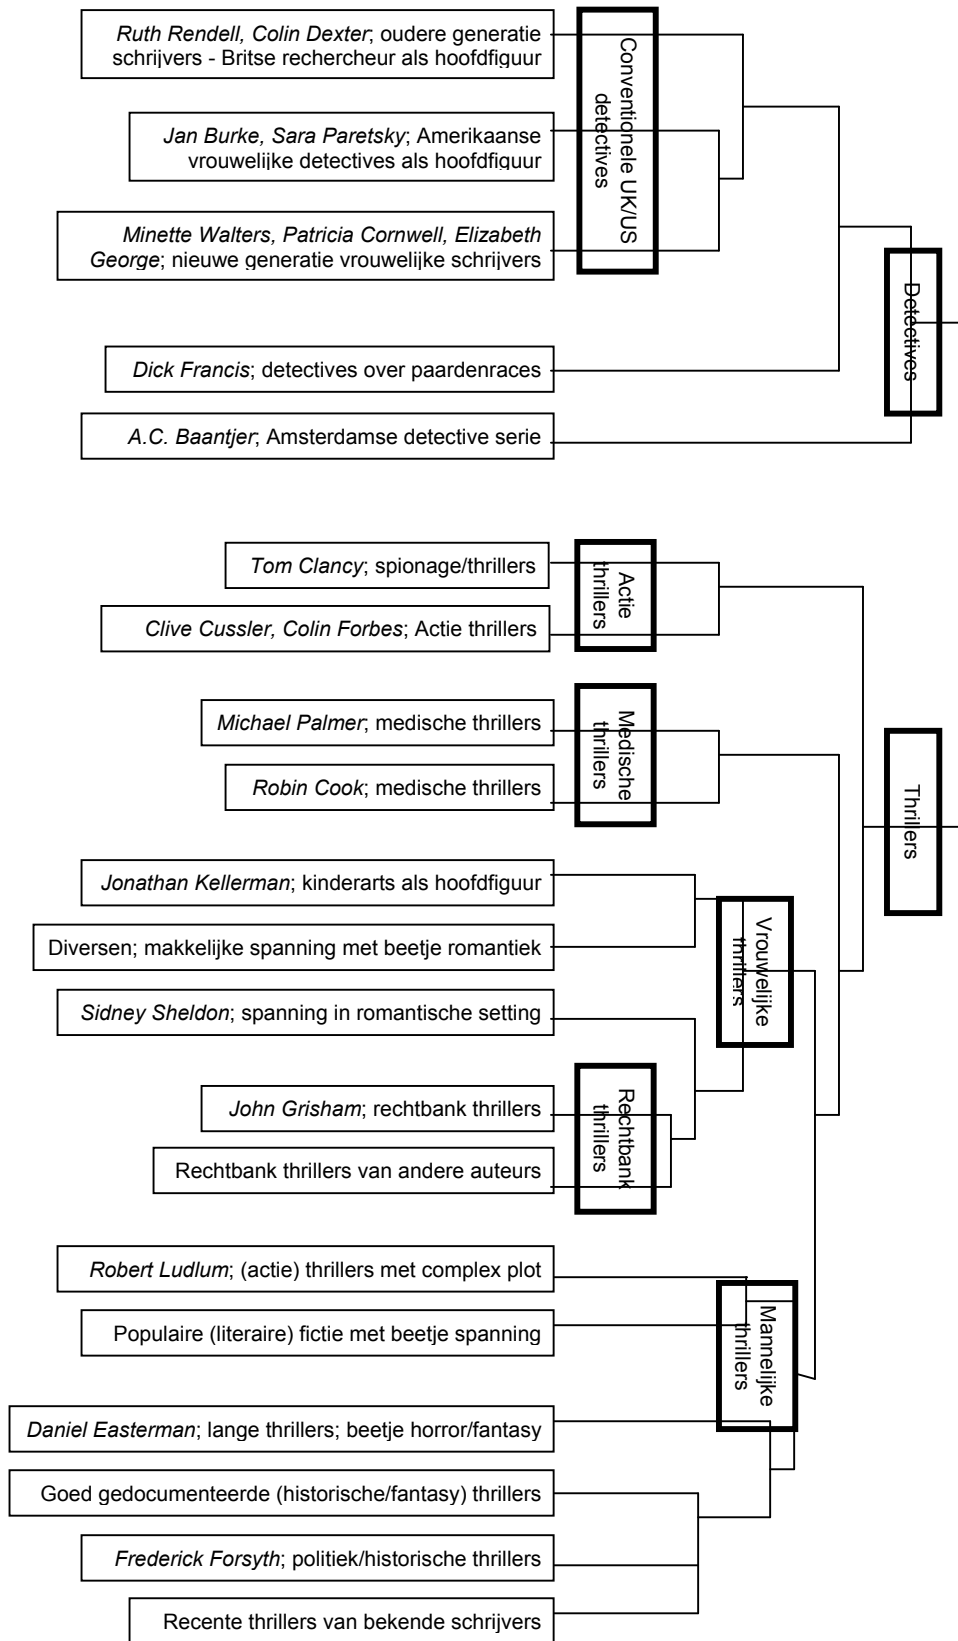 Ruth Rendell, Colin Dexter; oudere generatie
schrijvers - Britse rechercheur als hoofdfiguur
Jan Burke, Sara Paretsky; Amerikaanse
vrouwelijke detectives als hoofdfiguur
Minette Walters, Patricia Cornwell, Elizabeth
George; nieuwe generatie vrouwelijke schrijvers
Conventionele UK/US
detectives
Detectives
Dick Francis; detectives over paardenraces
A.C. Baantjer; Amsterdamse detective serie
Tom Clancy; spionage/thrillers
Clive Cussler, Colin Forbes; Actie thrillers
Actie
thrillers
Michael Palmer; medische thrillers
Robin Cook; medische thrillers
Medische
thrillers
Thrillers
Jonathan Kellerman; kinderarts als hoofdfiguur
Diversen; makkelijke spanning met beetje romantiek
Sidney Sheldon; spanning in romantische setting
Vrouwelijke
thrillers
John Grisham; rechtbank thrillers
Rechtbank thrillers van andere auteurs
Rechtbank
thrillers
Robert Ludlum; (actie) thrillers met complex plot
Populaire (literaire) fictie met beetje spanning
Mannelijke
thrillers
Daniel Easterman; lange thrillers; beetje horror/fantasy
Goed gedocumenteerde (historische/fantasy) thrillers
Frederick Forsyth; politiek/historische thrillers
Recente thrillers van bekende schrijvers